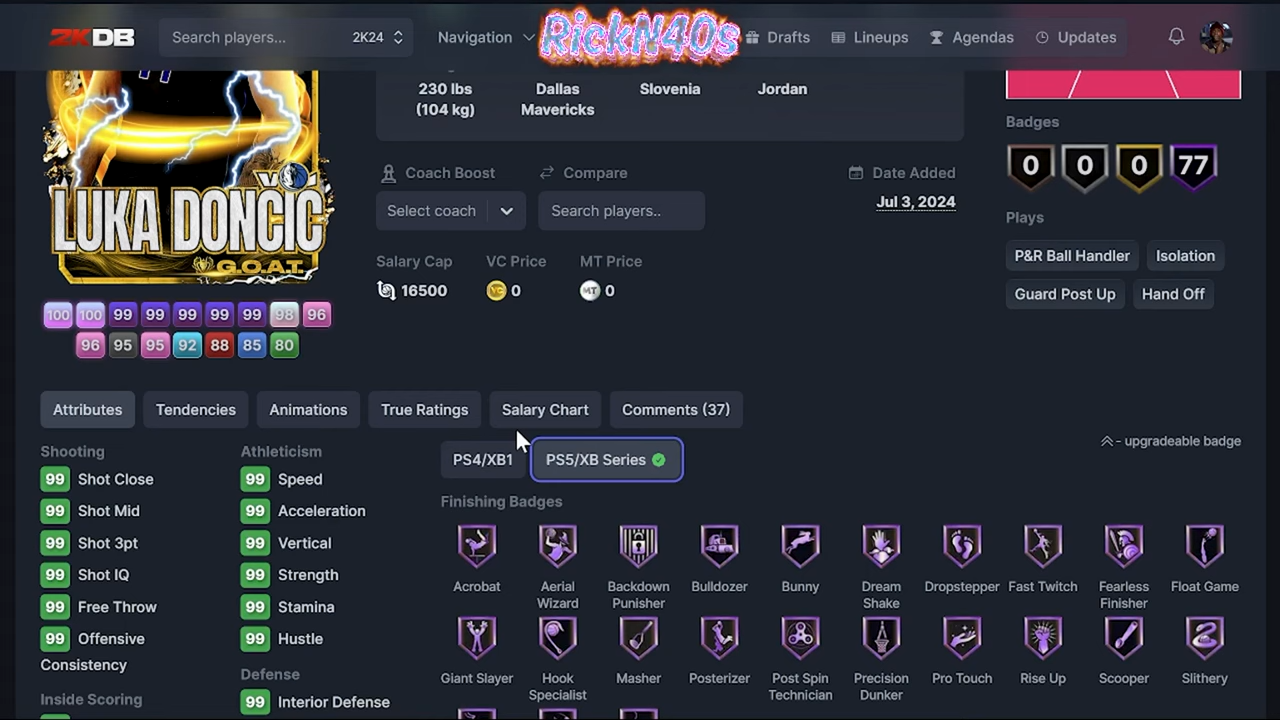 2KDB
Search players...
2K24
Navigation
RickN40s
Drafts
Lineups
Agendas
Updates
230 lbs
(104 kg)
Dallas
Mavericks
Slovenia
Jordan
LUKA DONČIĆ
G.O.A.T.
100 100 99 99 99 99 99 98 96
96 95 95 92 88 85 80
Coach Boost
Select coach
Compare
Search players..
Date Added
Jul 3, 2024
Salary Cap
16500
VC Price
VC 0
MT Price
MT 0
Badges
0 0 0 77
Plays
P&R Ball Handler
Isolation
Guard Post Up
Hand Off
Attributes
Tendencies
Animations
True Ratings
Salary Chart
Comments (37)
Shooting
99 Shot Close
99 Shot Mid
99 Shot 3pt
99 Shot IQ
99 Free Throw
99 Offensive
Consistency
Inside Scoring
Athleticism
99 Speed
99 Acceleration
99 Vertical
99 Strength
99 Stamina
99 Hustle
Defense
99 Interior Defense
PS4/XB1
PS5/XB Series
- upgradeable badge
Finishing Badges
Acrobat
Aerial
Wizard
Backdown
Punisher
Bulldozer
Bunny
Dream
Shake
Dropstepper
Fast Twitch
Fearless
Finisher
Float Game
Giant Slayer
Hook
Specialist
Masher
Posterizer
Post Spin
Technician
Precision
Dunker
Pro Touch
Rise Up
Scooper
Slithery